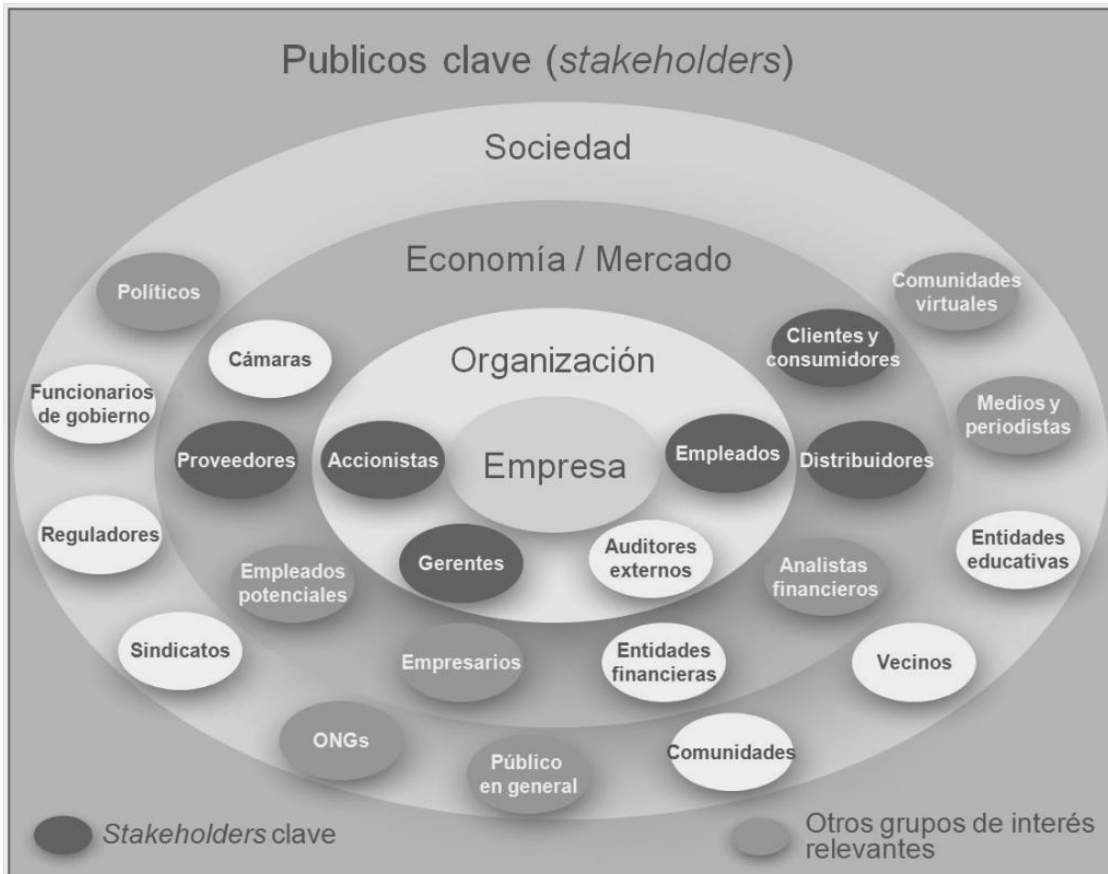 Publicos clave (stakeholders)
Sociedad
Economía / Mercado
Organización
Empresa
Políticos
Comunidades
virtuales
Cámaras
Clientes y
consumidores
Funcionarios
de gobierno
Medios y
periodistas
Proveedores
Accionistas
Empleados
Distribuidores
Reguladores
Gerentes
Auditores
externos
Entidades
educativas
Empleados
potenciales
Analistas
financieros
Sindicatos
Empresarios
Entidades
financieras
Vecinos
ONGs
Público
en general
Comunidades
Stakeholders clave
Otros grupos de interés
relevantes